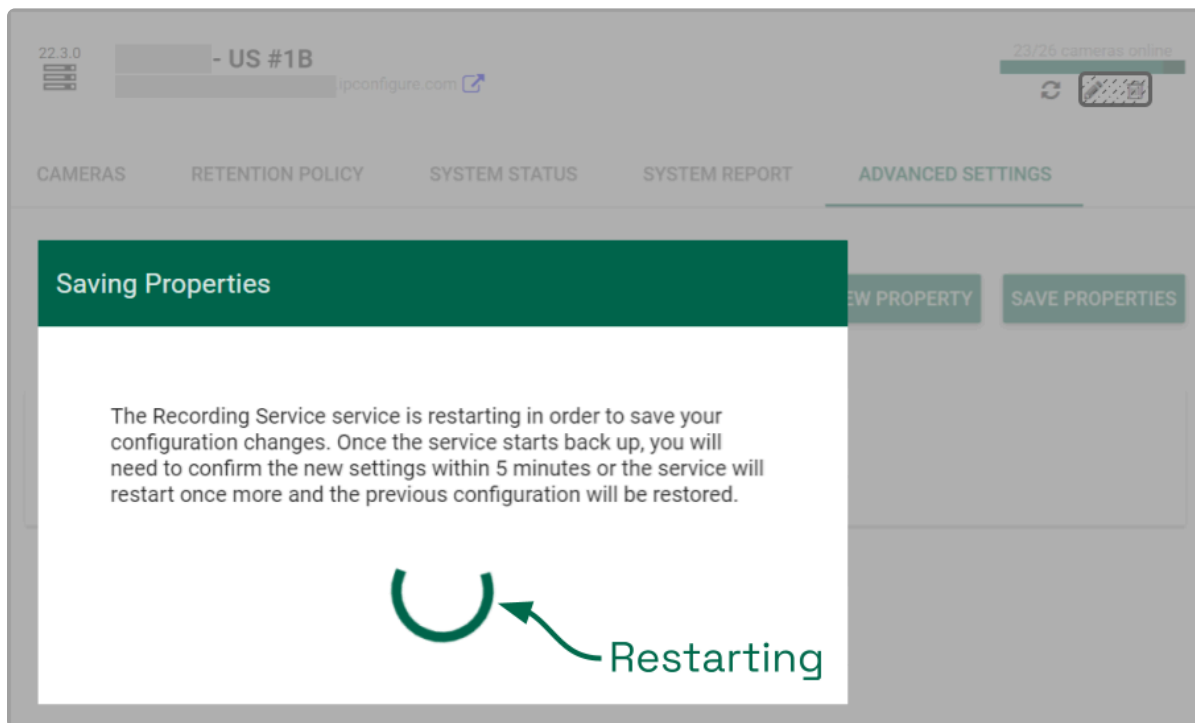 22.3.0
- US #1B
ipconfigure.com
23/26 cameras online
CAMERAS RETENTION POLICY SYSTEM STATUS SYSTEM REPORT ADVANCED SETTINGS
Saving Properties
EW PROPERTY SAVE PROPERTIES
The Recording Service service is restarting in order to save your
configuration changes. Once the service starts back up, you will
need to confirm the new settings within 5 minutes or the service will
restart once more and the previous configuration will be restored.
Restarting